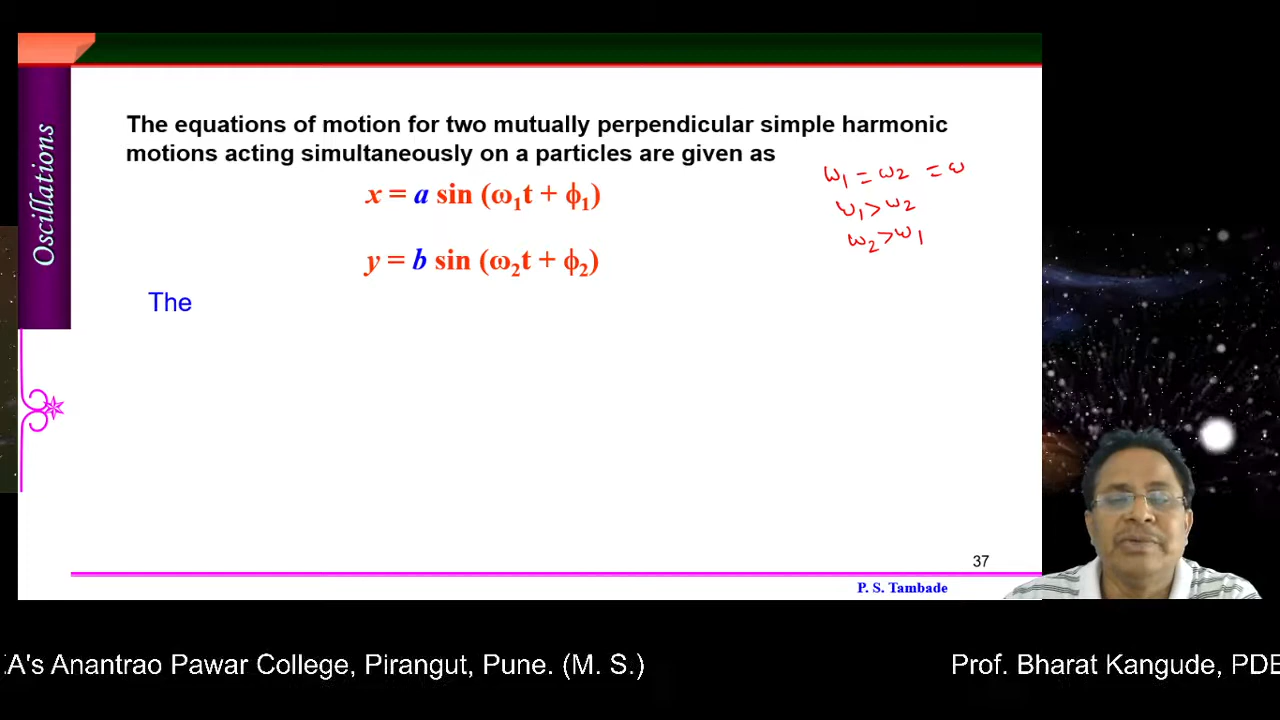 Oscillations
The equations of motion for two mutually perpendicular simple harmonic
motions acting simultaneously on a particles are given as
x = a sin (ω₁t + ϕ₁)
y = b sin (ω₂t + ϕ₂)
ω₁ = ω₂ = ω
ω₁ > ω₂
ω₂ > ω₁
The
37
P. S. Tambade
A's Anantrao Pawar College, Pirangut, Pune. (M. S.)
Prof. Bharat Kangude, PDE